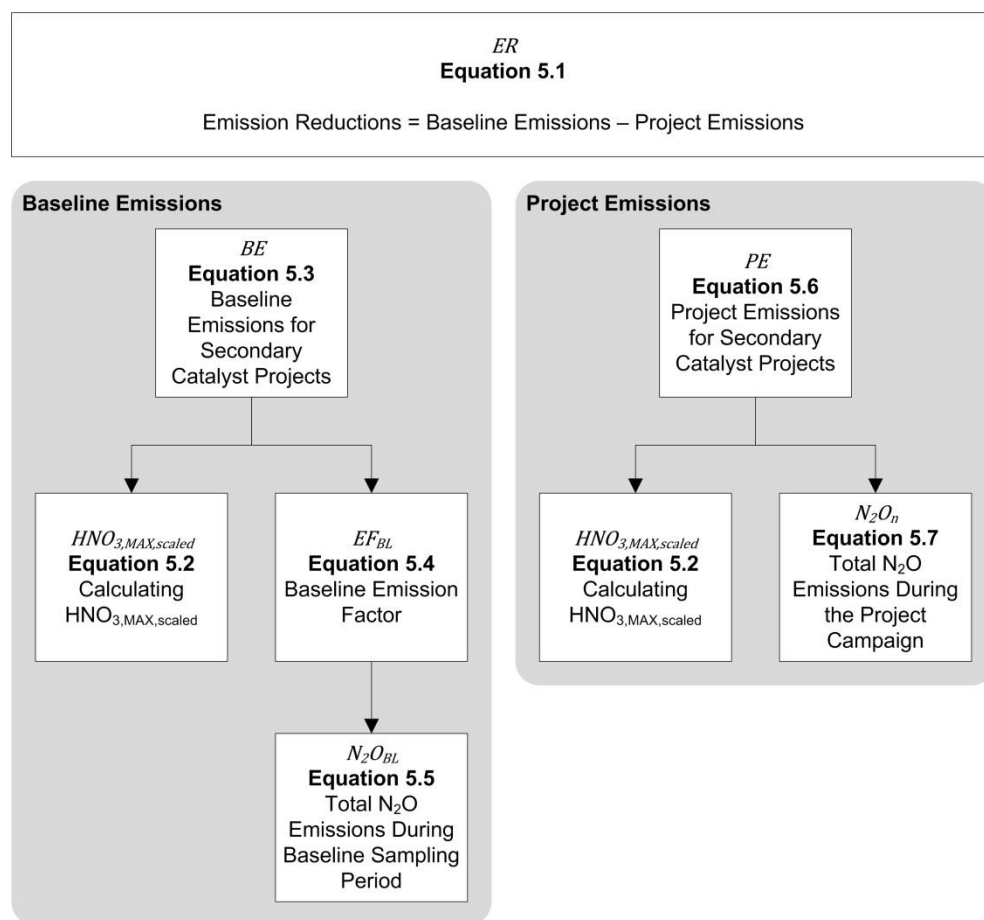 ER
Equation 5.1
Emission Reductions = Baseline Emissions – Project Emissions
Baseline Emissions
BE
Equation 5.3
Baseline
Emissions for
Secondary
Catalyst Projects
HNO₃,MAX,scaled
Equation 5.2
Calculating
HNO₃,MAX,scaled
EF_BL
Equation 5.4
Baseline Emission
Factor
N₂O_BL
Equation 5.5
Total N₂O
Emissions During
Baseline Sampling
Period
Project Emissions
PE
Equation 5.6
Project Emissions
for Secondary
Catalyst Projects
HNO₃,MAX,scaled
Equation 5.2
Calculating
HNO₃,MAX,scaled
N₂Oₙ
Equation 5.7
Total N₂O
Emissions During
the Project
Campaign